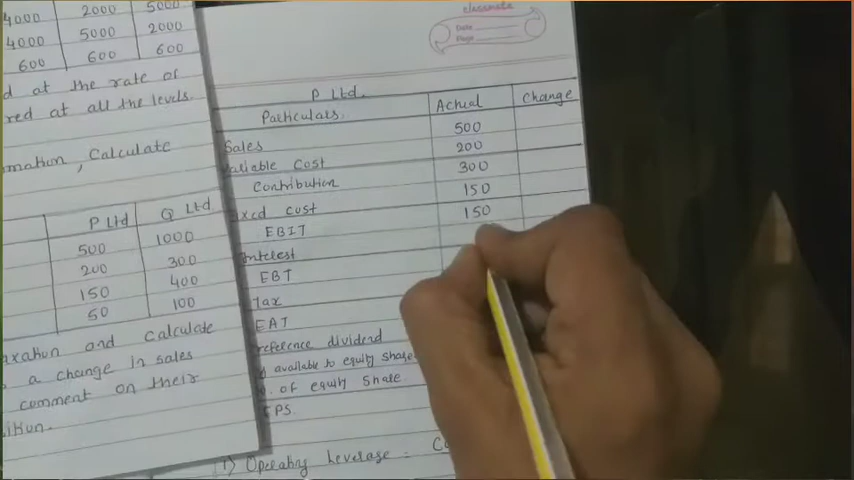 4000 2000 5000
4000 5000 2000
600 600 600
d at the rate of
red at all the levels.
mation, Calculate
P Ltd Q Ltd
500 1000
200 300
150 400
50 100
axation and calculate
a change in sales
comment on their
ition.
classmate
Date
Page
P Ltd.
Particulars. Actual Change
Sales 500
Variable Cost 200
Contribution 300
ixed cost 150
EBIT 150
Interest
EBT
Tax
EAT
reference dividend
available to equity share
. of equity share
EPS.
1) Operating Leverage = Co